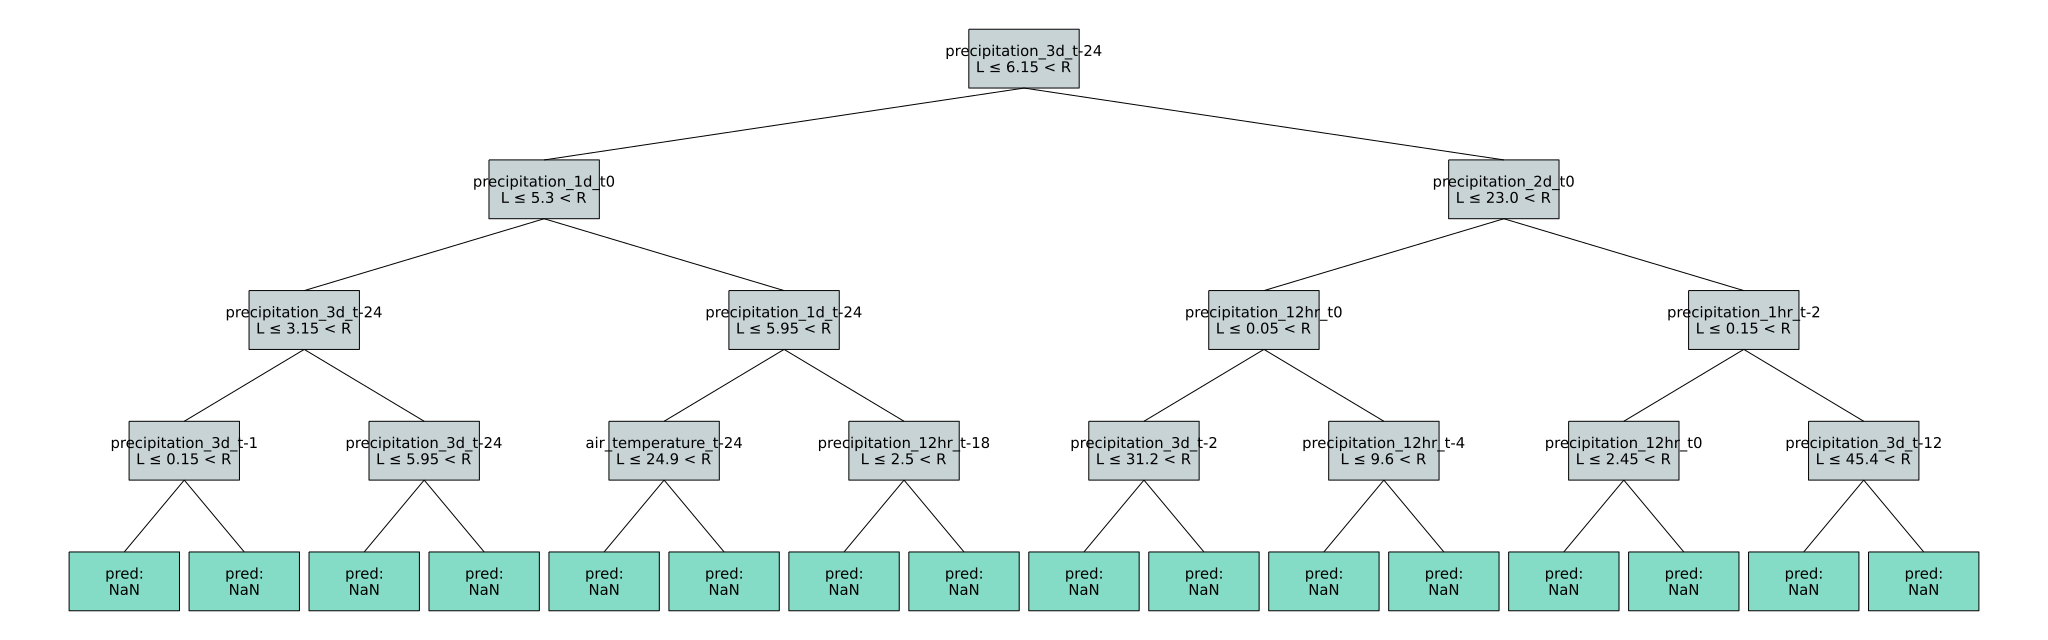 precipitation_3d_t-24
L ≤ 6.15 < R
precipitation_1d_t0
L ≤ 5.3 < R
precipitation_2d_t0
L ≤ 23.0 < R
precipitation_3d_t-24
L ≤ 3.15 < R
precipitation_1d_t-24
L ≤ 5.95 < R
precipitation_12hr_t0
L ≤ 0.05 < R
precipitation_1hr_t-2
L ≤ 0.15 < R
precipitation_3d_t-1
L ≤ 0.15 < R
precipitation_3d_t-24
L ≤ 5.95 < R
air_temperature_t-24
L ≤ 24.9 < R
precipitation_12hr_t-18
L ≤ 2.5 < R
precipitation_3d_t-2
L ≤ 31.2 < R
precipitation_12hr_t-4
L ≤ 9.6 < R
precipitation_12hr_t0
L ≤ 2.45 < R
precipitation_3d_t-12
L ≤ 45.4 < R
pred:
NaN
pred:
NaN
pred:
NaN
pred:
NaN
pred:
NaN
pred:
NaN
pred:
NaN
pred:
NaN
pred:
NaN
pred:
NaN
pred:
NaN
pred:
NaN
pred:
NaN
pred:
NaN
pred:
NaN
pred:
NaN